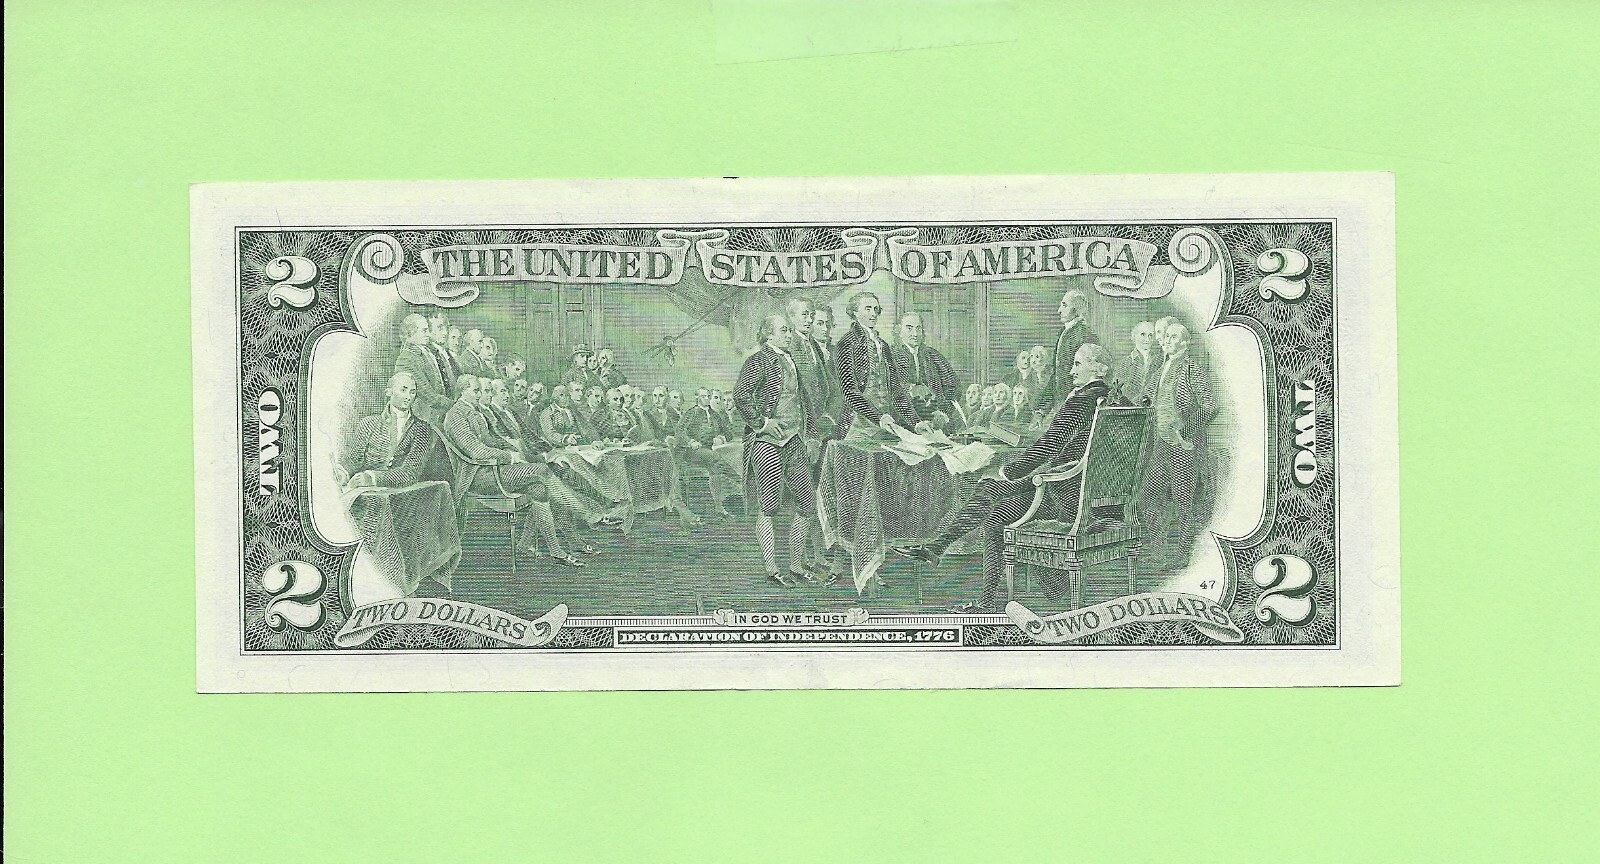 THE UNITED STATES OF AMERICA
2 2
TWO TWO
2 2
47
TWO DOLLARS TWO DOLLARS
IN GOD WE TRUST
DECLARATION OF INDEPENDENCE, 1776